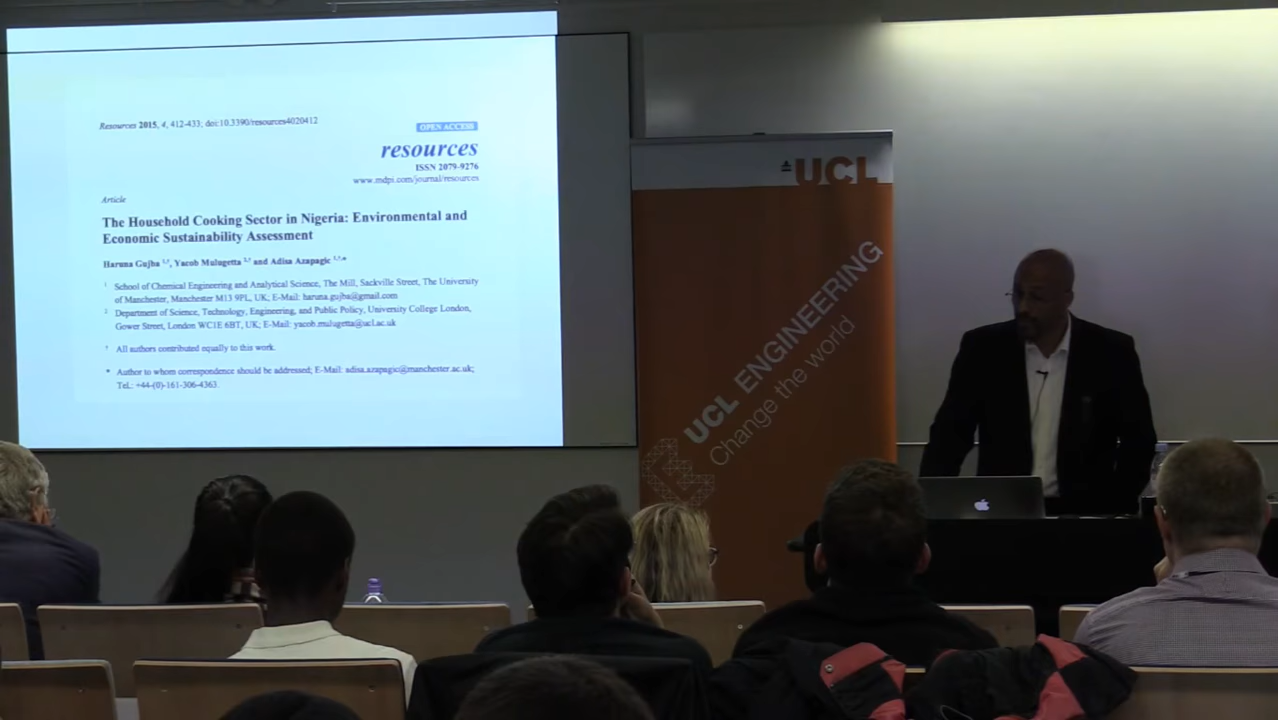 Resources 2015, 4, 412-433; doi:10.3390/resources4020412
OPEN ACCESS
resources
ISSN 2079-9276
www.mdpi.com/journal/resources
Article
The Household Cooking Sector in Nigeria: Environmental and
Economic Sustainability Assessment
Haruna Gujba 1,†, Yacob Mulugetta 2,† and Adisa Azapagic 1,†,*
1 School of Chemical Engineering and Analytical Science, The Mill, Sackville Street, The University
of Manchester, Manchester M13 9PL, UK; E-Mail: haruna.gujba@gmail.com
2 Department of Science, Technology, Engineering, and Public Policy, University College London,
Gower Street, London WC1E 6BT, UK; E-Mail: yacob.mulugetta@ucl.ac.uk
† All authors contributed equally to this work.
* Author to whom correspondence should be addressed; E-Mail: adisa.azapagic@manchester.ac.uk;
Tel.: +44-(0)-161-306-4363.
UCL
UCL ENGINEERING
Change the world